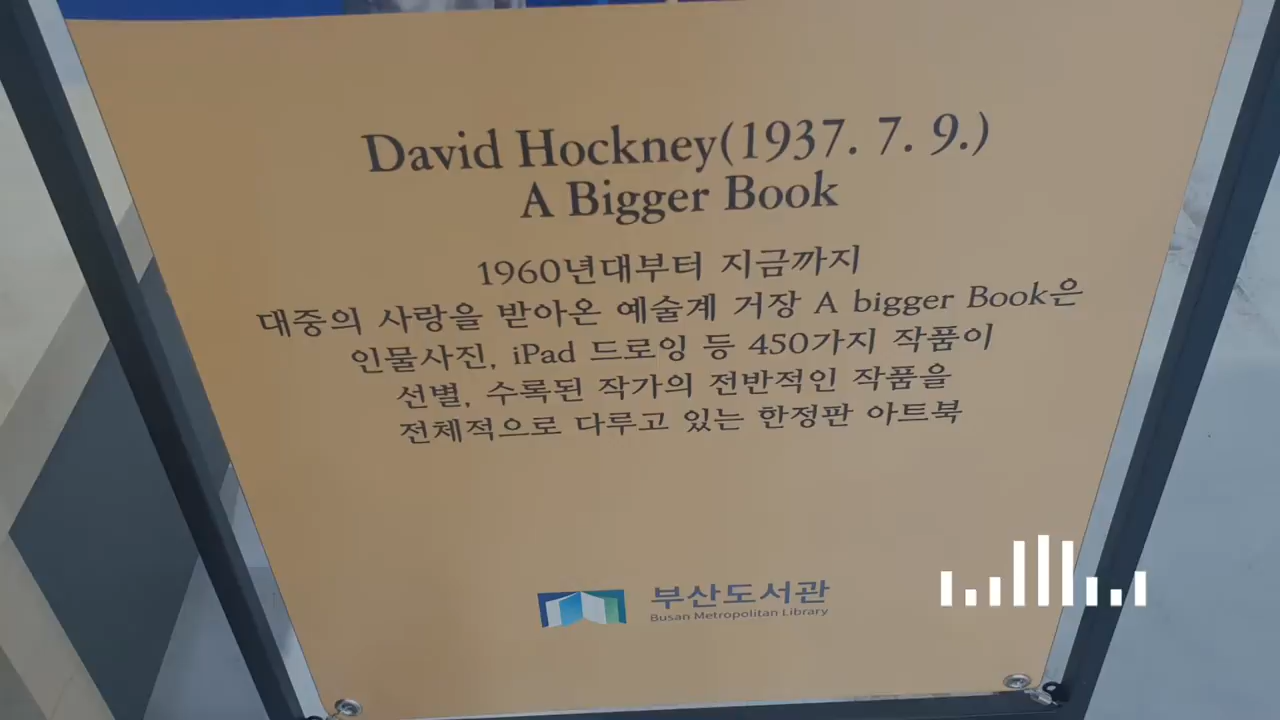 David Hockney(1937. 7. 9.)
A Bigger Book
1960년대부터 지금까지
대중의 사랑을 받아온 예술계 거장 A bigger Book은
인물사진, iPad 드로잉 등 450가지 작품이
선별, 수록된 작가의 전반적인 작품을
전체적으로 다루고 있는 한정판 아트북
부산도서관
Busan Metropolitan Library